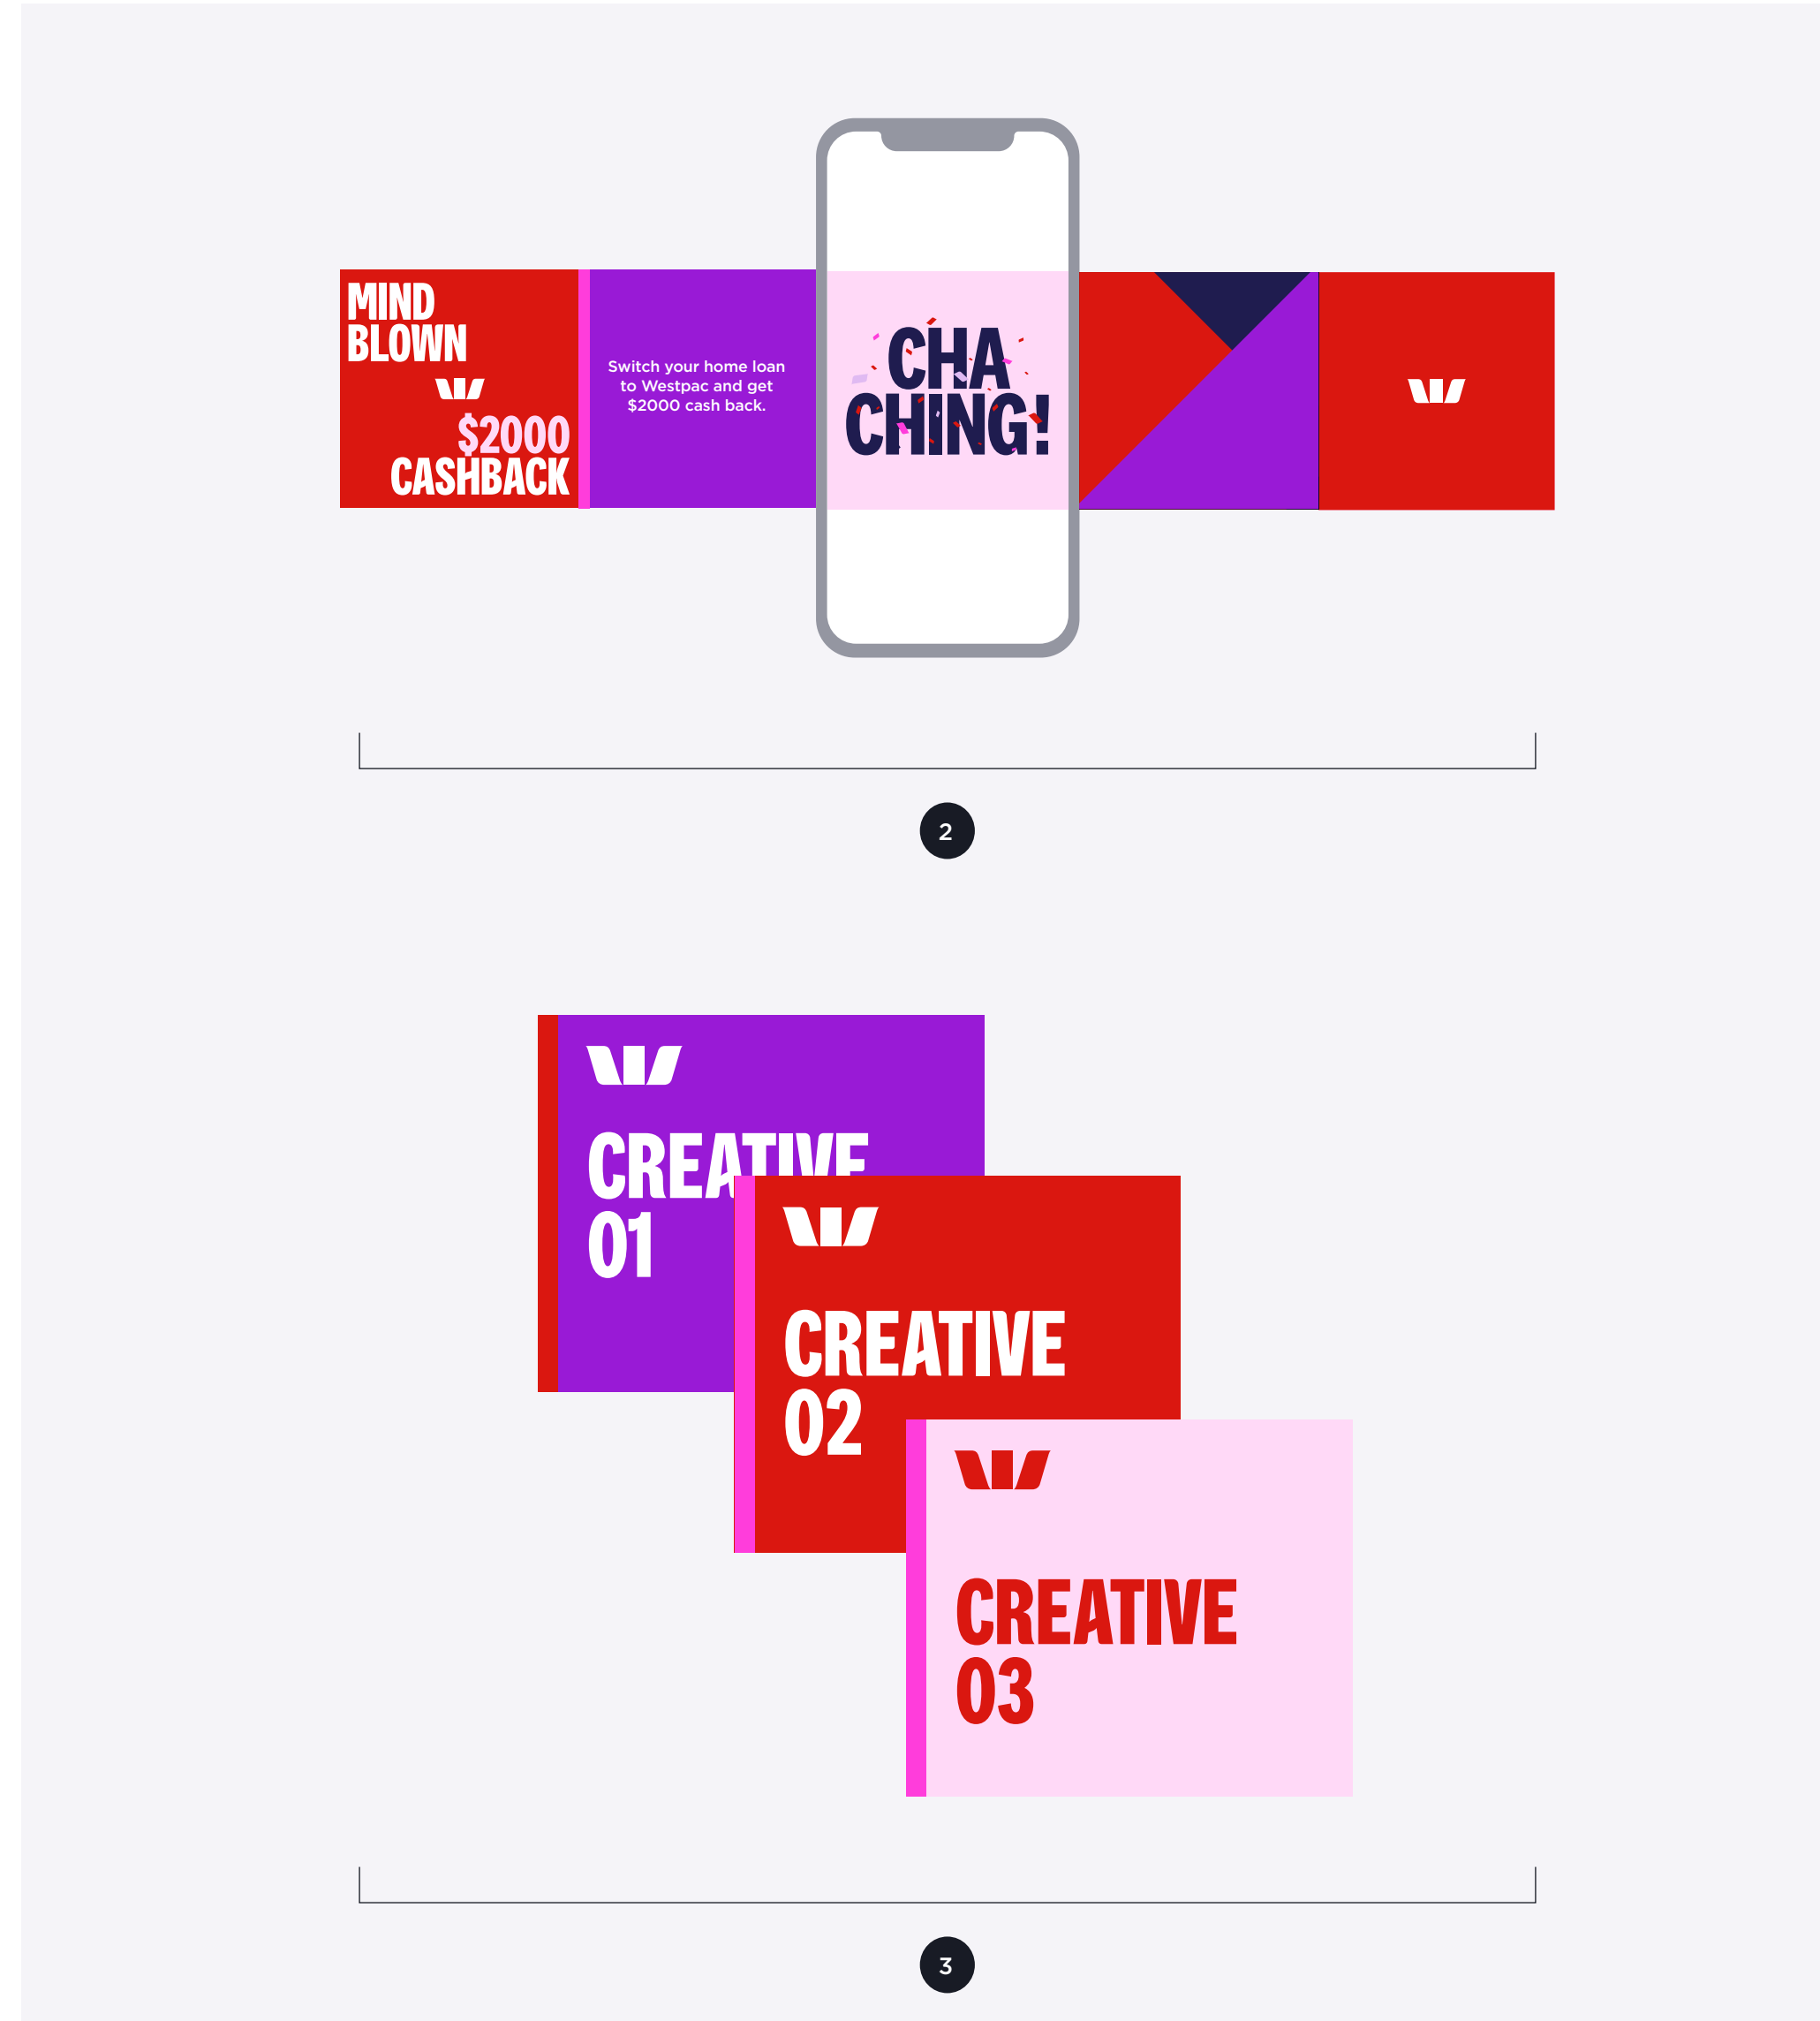 MIND
BLOWN
$2000
CASHBACK
Switch your home loan
to Westpac and get
$2000 cash back.
CHA
CHING!
2
CREATIVE
01
CREATIVE
02
CREATIVE
03
3